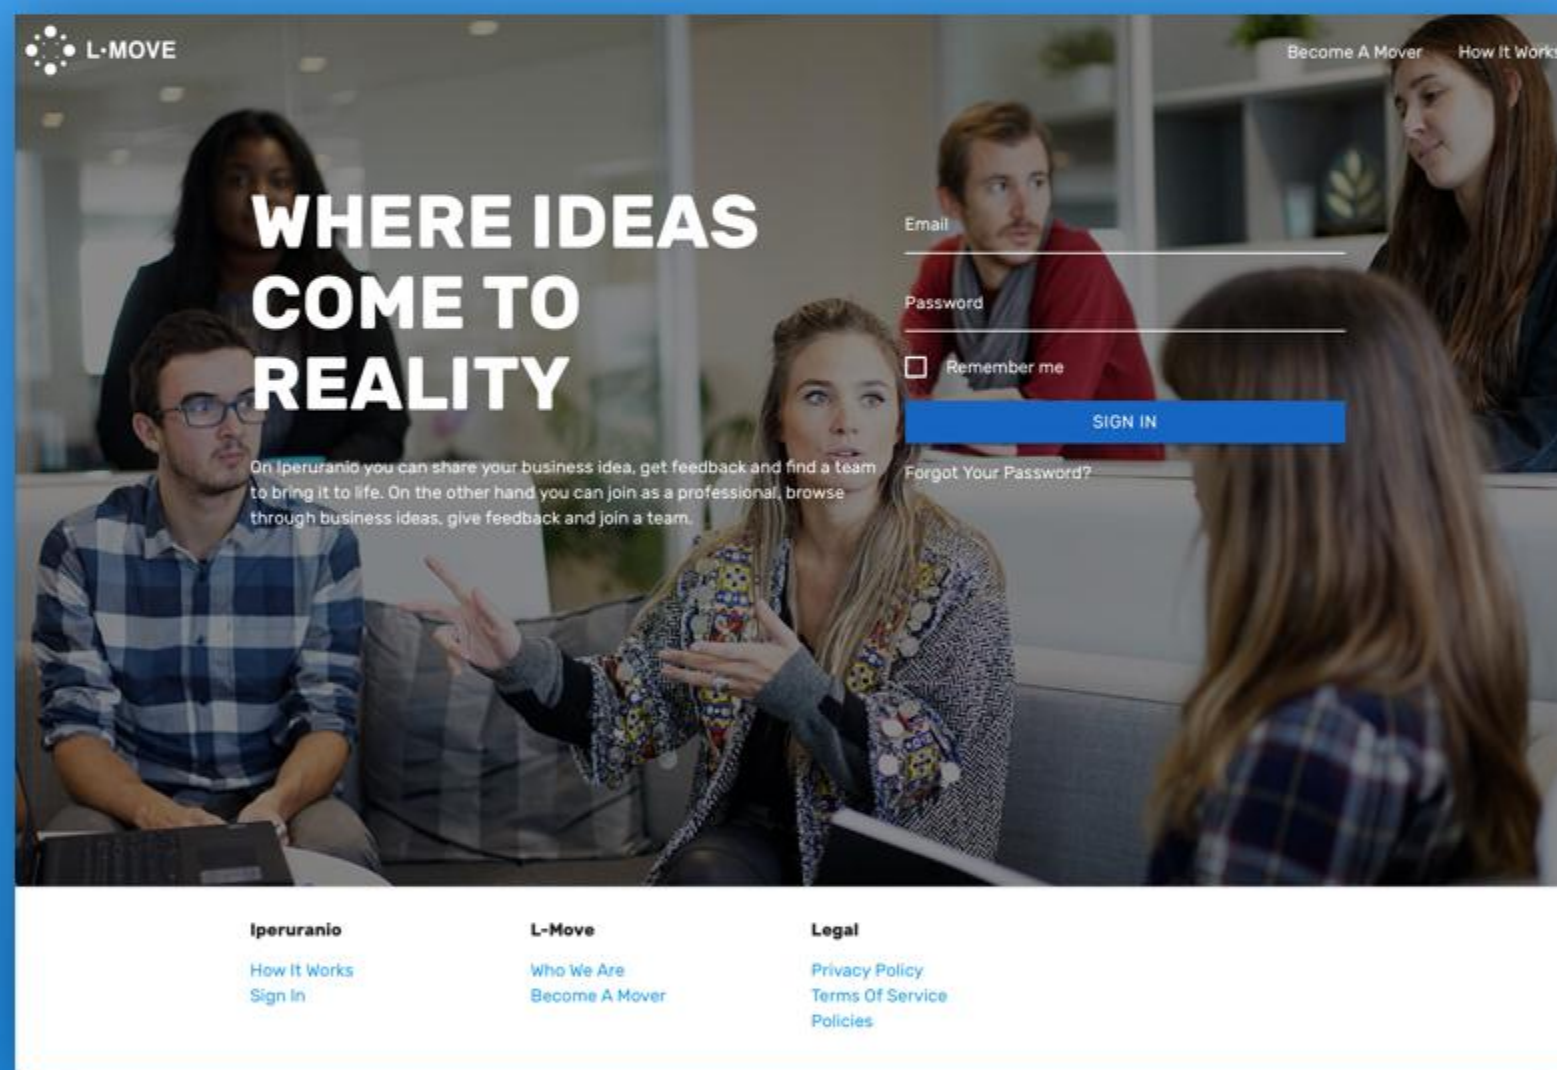 L·MOVE
Become A Mover How It Works
WHERE IDEAS
COME TO
REALITY
On Iperuranio you can share your business idea, get feedback and find a team
to bring it to life. On the other hand you can join as a professional, browse
through business ideas, give feedback and join a team.
Email
Password
Remember me
SIGN IN
Forgot Your Password?
Iperuranio
How It Works
Sign In
L-Move
Who We Are
Become A Mover
Legal
Privacy Policy
Terms Of Service
Policies